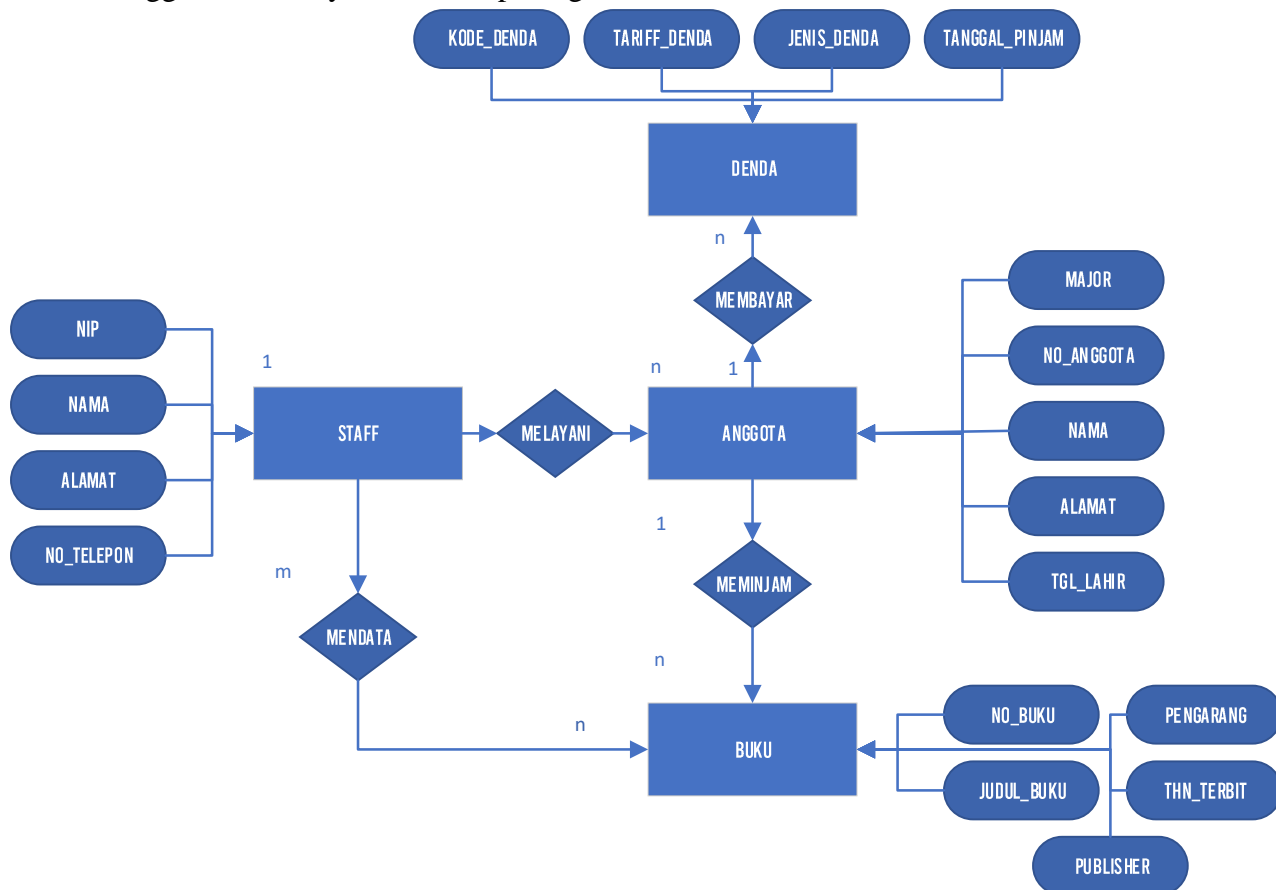 KODE_DENDA
TARIFF_DENDA
JENIS_DENDA
TANGGAL_PINJAM
DENDA
n
MEMBAYAR
MAJOR
NIP
NO_ANGGOTA
1
n
1
NAMA
STAFF
MELAYANI
ANGGOTA
NAMA
ALAMAT
ALAMAT
1
NO_TELEPON
m
MEMINJAM
TGL_LAHIR
MENDATA
n
NO_BUKU
PENGARANG
n
BUKU
JUDUL_BUKU
THN_TERBIT
PUBLISHER